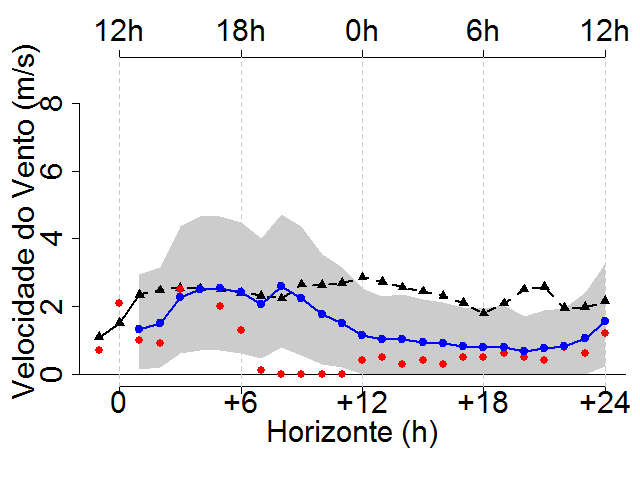 12h 18h 0h 6h 12h
Velocidade do Vento (m/s)
8
6
4
2
0
0 +6 +12 +18 +24
Horizonte (h)